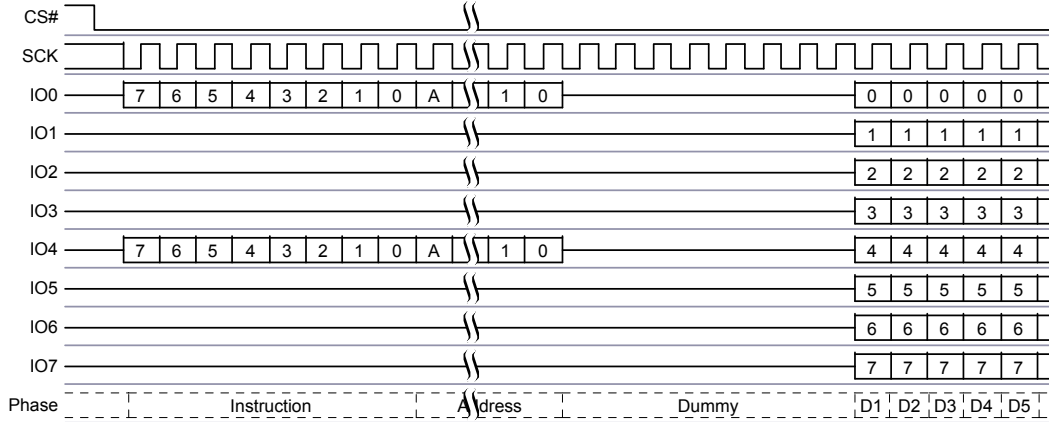 CS#
SCK
IO0 7 6 5 4 3 2 1 0 A 1 0 0 0 0 0 0
IO1 1 1 1 1 1
IO2 2 2 2 2 2
IO3 3 3 3 3 3
IO4 7 6 5 4 3 2 1 0 A 1 0 4 4 4 4 4
IO5 5 5 5 5 5
IO6 6 6 6 6 6
IO7 7 7 7 7 7
Phase Instruction Address Dummy D1 D2 D3 D4 D5